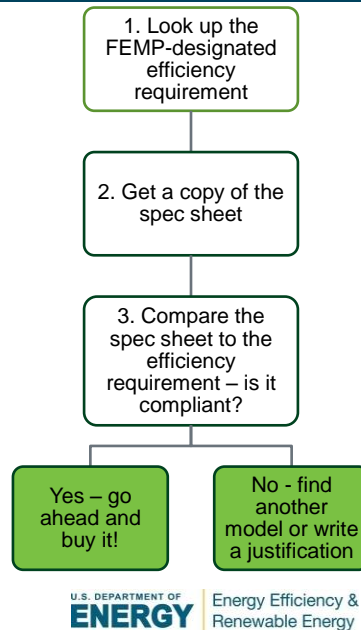 1. Look up the
FEMP-designated
efficiency
requirement
2. Get a copy of the
spec sheet
3. Compare the
spec sheet to the
efficiency
requirement – is it
compliant?
Yes – go
ahead and
buy it!
No - find
another
model or write
a justification
U.S. DEPARTMENT OF
ENERGY
Energy Efficiency &
Renewable Energy